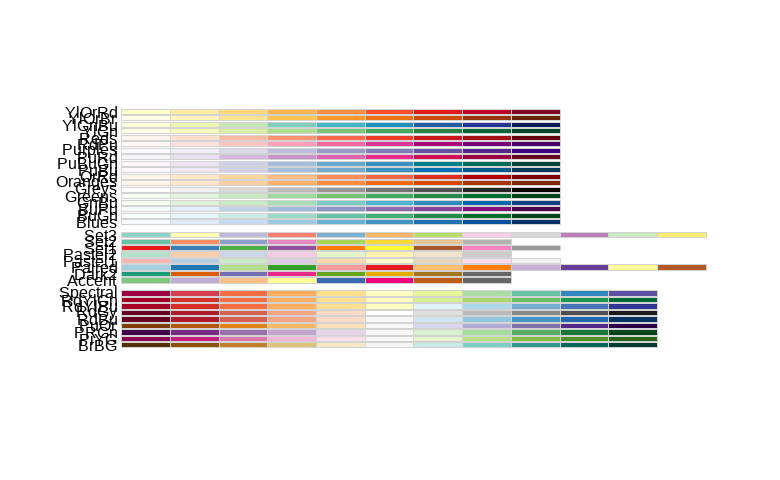 YlOrRd
YlOrBr
YlGnBu
YlGn
Reds
RdPu
Purples
PuRd
PuBuGn
PuBu
OrRd
Oranges
Greys
Greens
GnBu
BuPu
BuGn
Blues
Set3
Set2
Set1
Pastel2
Pastel1
Paired
Dark2
Accent
Spectral
RdYlGn
RdYlBu
RdGy
RdBu
PuOr
PRGn
PiYG
BrBG